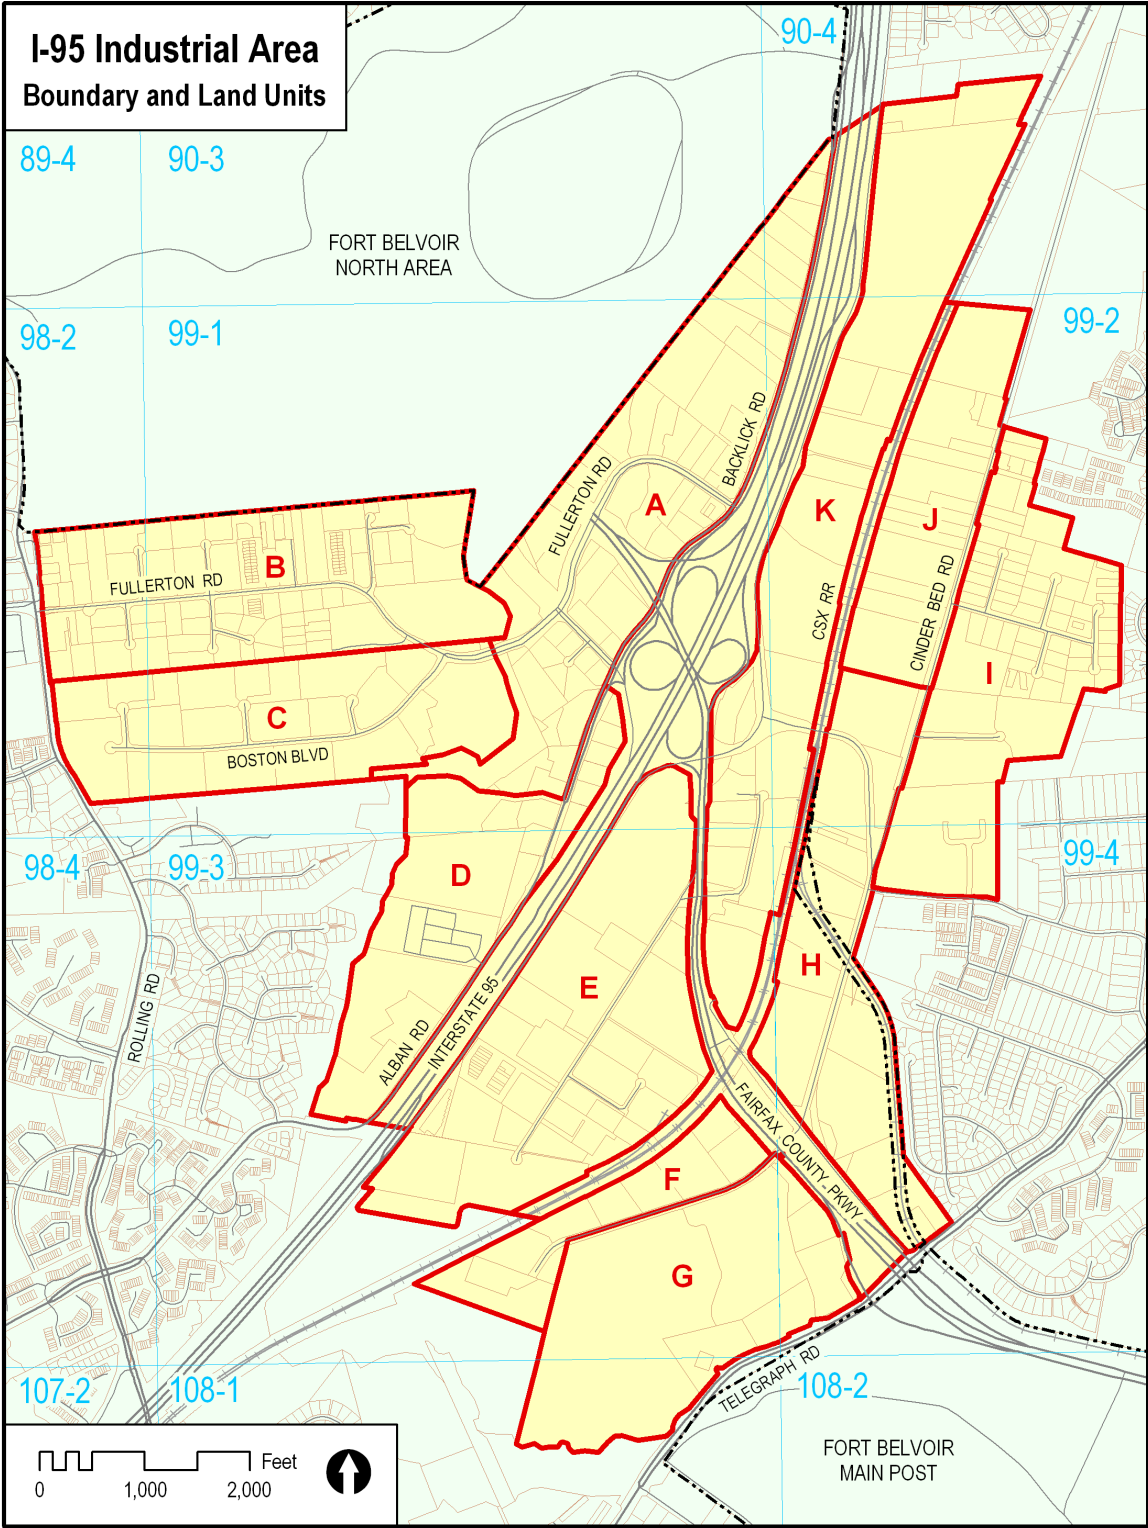 I-95 Industrial Area
Boundary and Land Units
90-4
89-4
90-3
FORT BELVOIR
NORTH AREA
98-2
99-1
99-2
BACKLICK RD
FULLERTON RD
A
K
J
B
FULLERTON RD
CSX RR
CINDER BED RD
I
C
BOSTON BLVD
98-4
99-3
99-4
D
E
H
ROLLING RD
ALBAN RD
INTERSTATE 95
FAIRFAX COUNTY PKWY
F
G
TELEGRAPH RD
107-2
108-1
108-2
FORT BELVOIR
MAIN POST
Feet
0
1,000
2,000